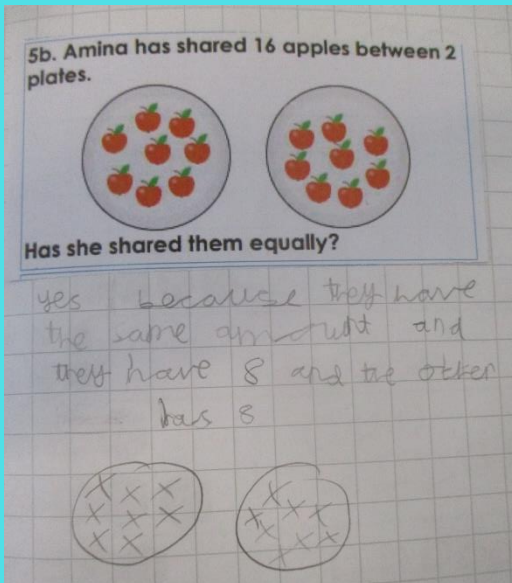 5b. Amina has shared 16 apples between 2
plates.
Has she shared them equally?
yes because they have
the same amount and
they have 8 and the other
has 8